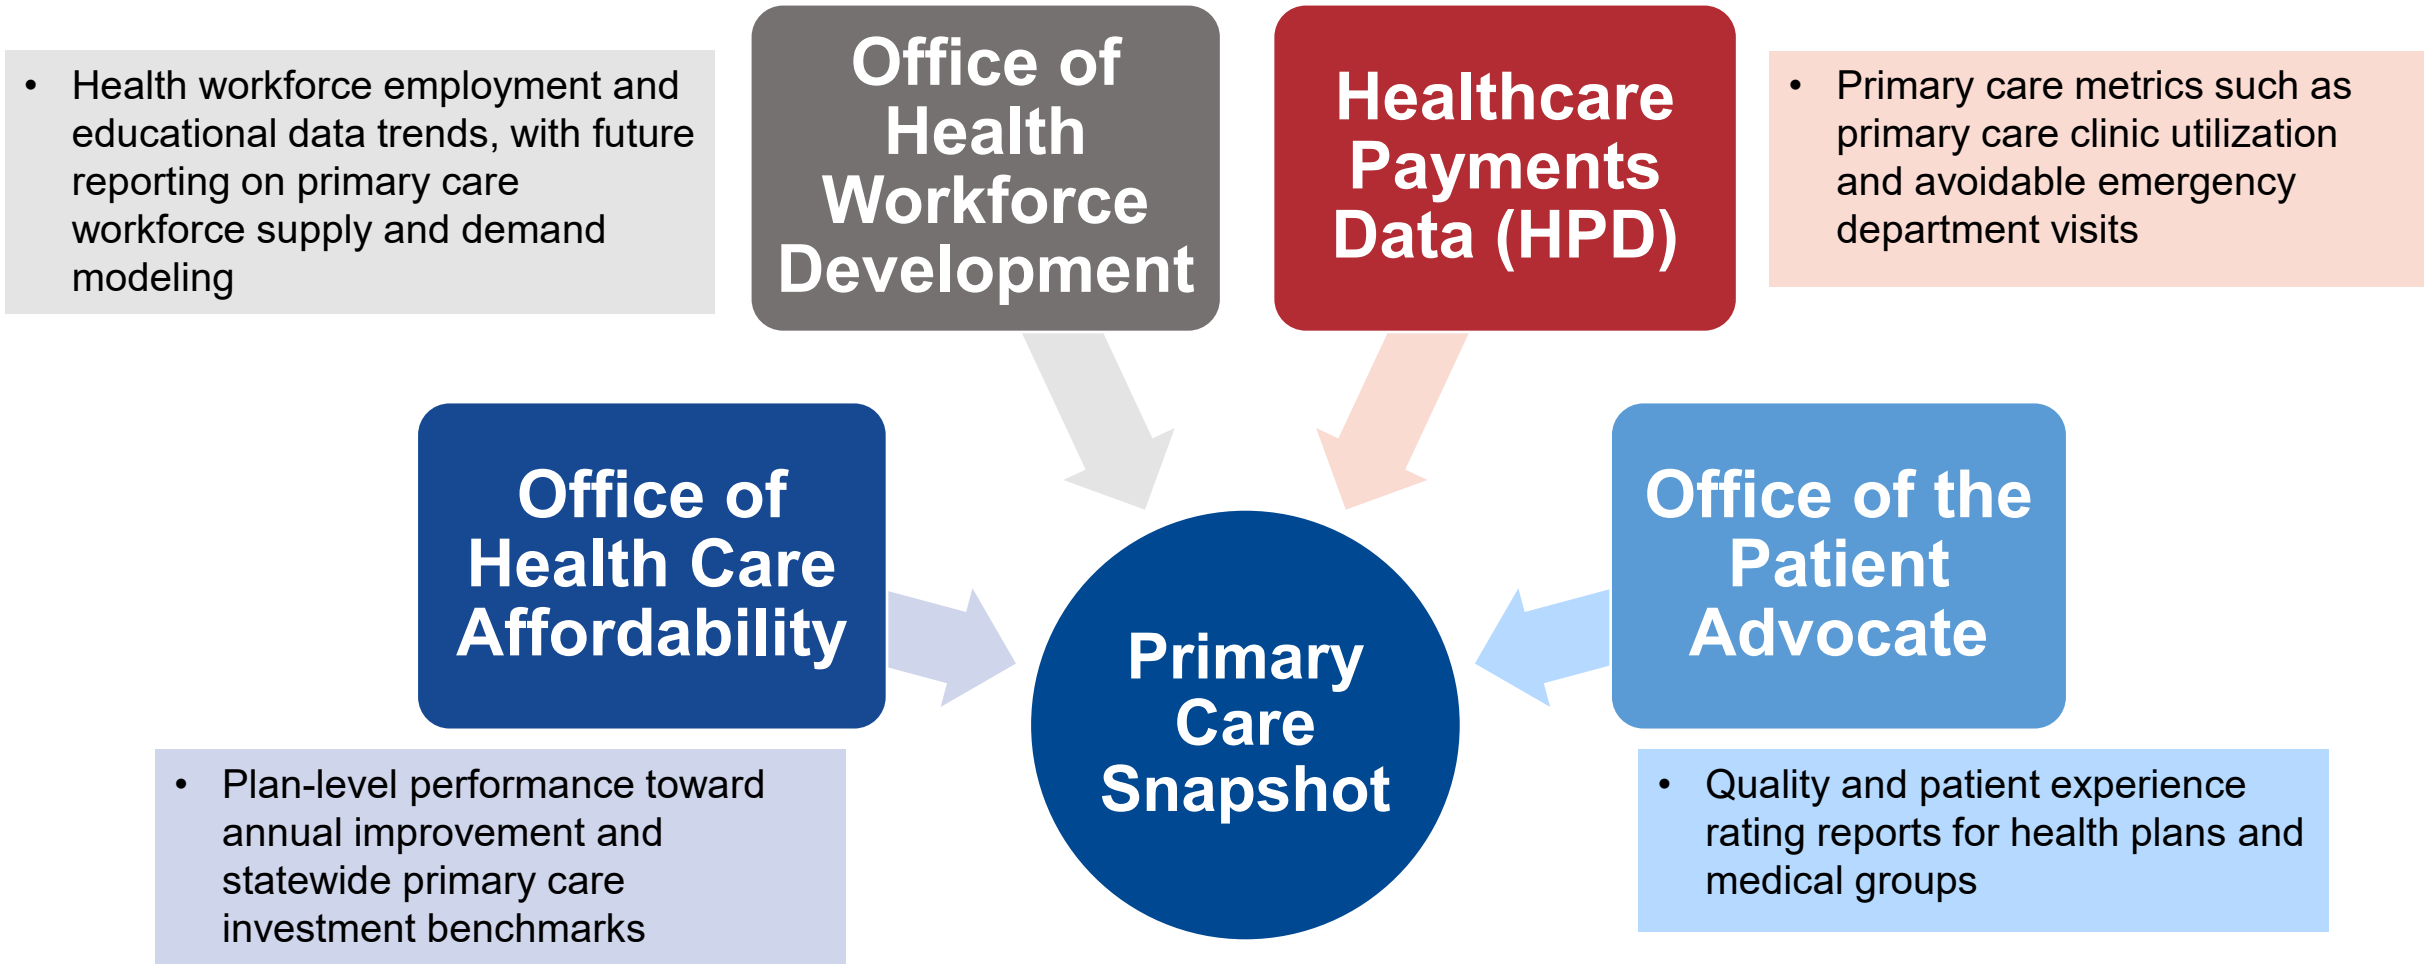 • Health workforce employment and
educational data trends, with future
reporting on primary care
workforce supply and demand
modeling
Office of
Health
Workforce
Development
Healthcare
Payments
Data (HPD)
• Primary care metrics such as
primary care clinic utilization
and avoidable emergency
department visits
Office of
Health Care
Affordability
• Plan-level performance toward
annual improvement and
statewide primary care
investment benchmarks
Primary
Care
Snapshot
Office of the
Patient
Advocate
• Quality and patient experience
rating reports for health plans and
medical groups